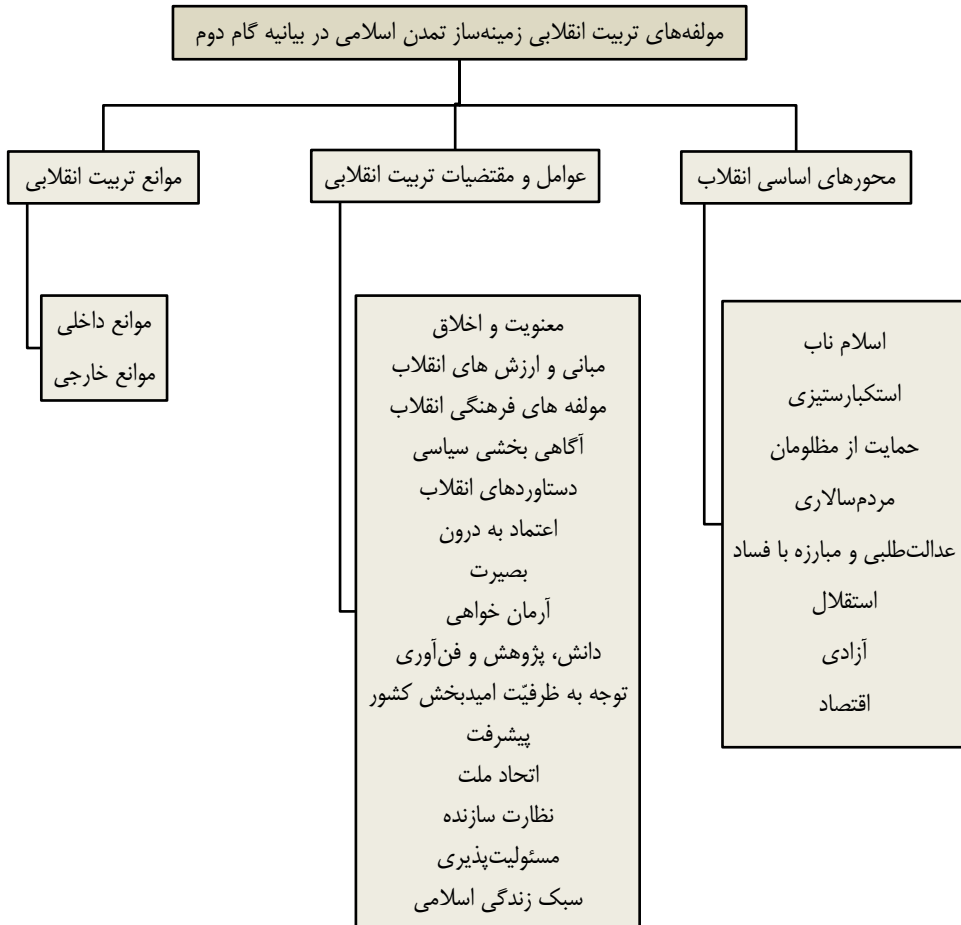 مولفه‌های تربیت انقلابی زمینه‌ساز تمدن اسلامی در بیانیه گام دوم
محورهای اساسی انقلاب
اسلام ناب
استکبارستیزی
حمایت از مظلومان
مردم‌سالاری
عدالت‌طلبی و مبارزه با فساد
استقلال
آزادی
اقتصاد
عوامل و مقتضیات تربیت انقلابی
معنویت و اخلاق
مبانی و ارزش های انقلاب
مولفه های فرهنگی انقلاب
آگاهی بخشی سیاسی
دستاوردهای انقلاب
اعتماد به درون
بصیرت
آرمان خواهی
دانش، پژوهش و فن‌آوری
توجه به ظرفیّت امیدبخش کشور
پیشرفت
اتحاد ملت
نظارت سازنده
مسئولیت‌پذیری
سبک زندگی اسلامی
موانع تربیت انقلابی
موانع داخلی
موانع خارجی